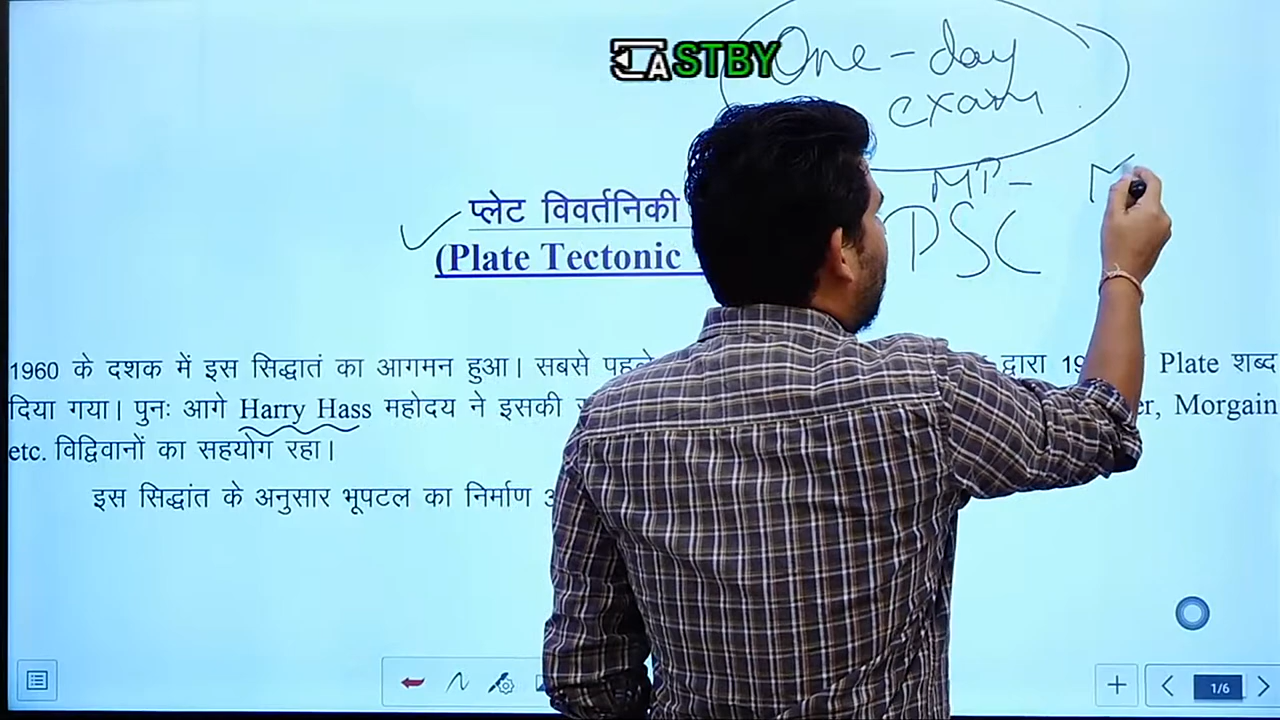 STBY
One-day
exam
MP- M
PSC
प्लेट विवर्तनिकी
(Plate Tectonic
1960 के दशक में इस सिद्धातं का आगमन हुआ। सबसे पहले द्वारा 19 Plate शब्द
दिया गया। पुनः आगे Harry Hass महोदय ने इसकी er, Morgain
etc. विद्विवानों का सहयोग रहा।
इस सिद्धांत के अनुसार भूपटल का निर्माण
1/6